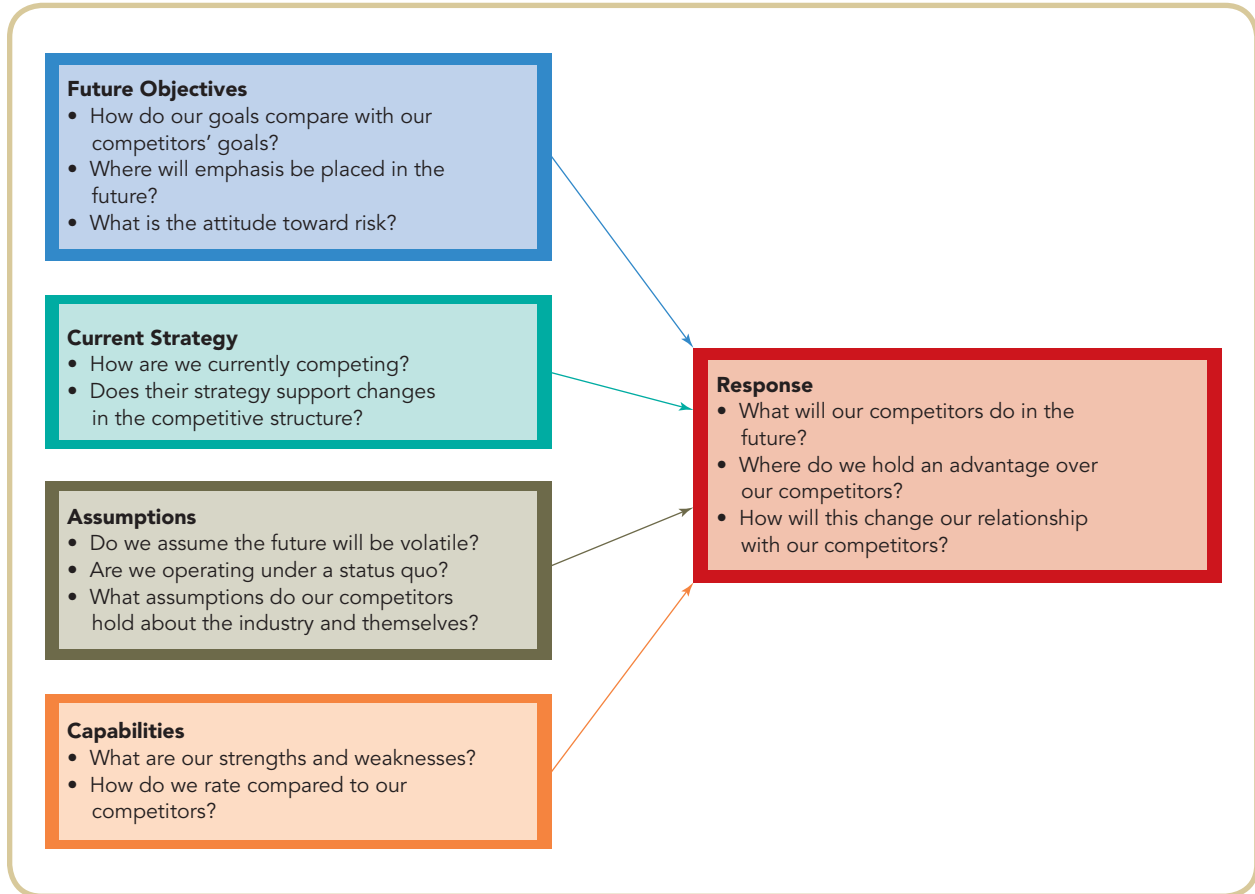 Future Objectives
• How do our goals compare with our
competitors’ goals?
• Where will emphasis be placed in the
future?
• What is the attitude toward risk?
Current Strategy
• How are we currently competing?
• Does their strategy support changes
in the competitive structure?
Assumptions
• Do we assume the future will be volatile?
• Are we operating under a status quo?
• What assumptions do our competitors
hold about the industry and themselves?
Capabilities
• What are our strengths and weaknesses?
• How do we rate compared to our
competitors?
Response
• What will our competitors do in the
future?
• Where do we hold an advantage over
our competitors?
• How will this change our relationship
with our competitors?